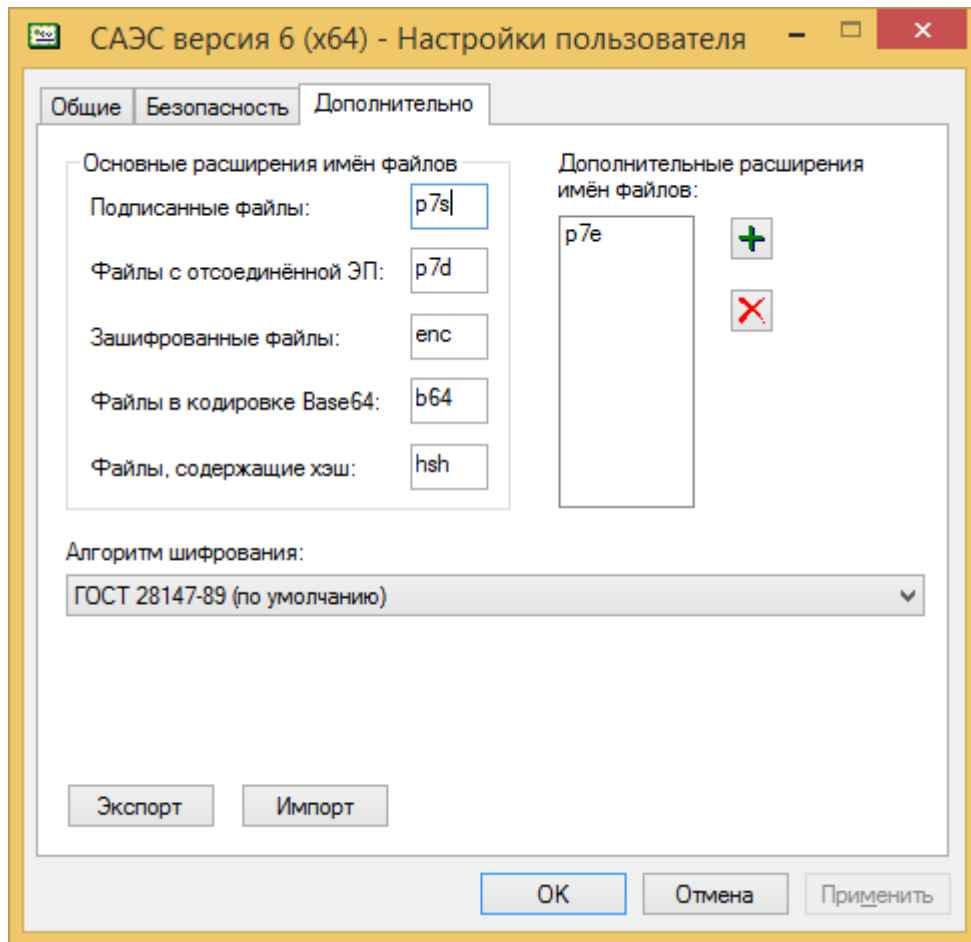 САЭС версия 6 (x64) - Настройки пользователя
Общие Безопасность Дополнительно
Основные расширения имён файлов
Подписанные файлы: p7s
Файлы с отсоединённой ЭП: p7d
Зашифрованные файлы: enc
Файлы в кодировке Base64: b64
Файлы, содержащие хэш: hsh
Дополнительные расширения
имён файлов:
p7e
Алгоритм шифрования:
ГОСТ 28147-89 (по умолчанию)
Экспорт Импорт
OK Отмена Применить